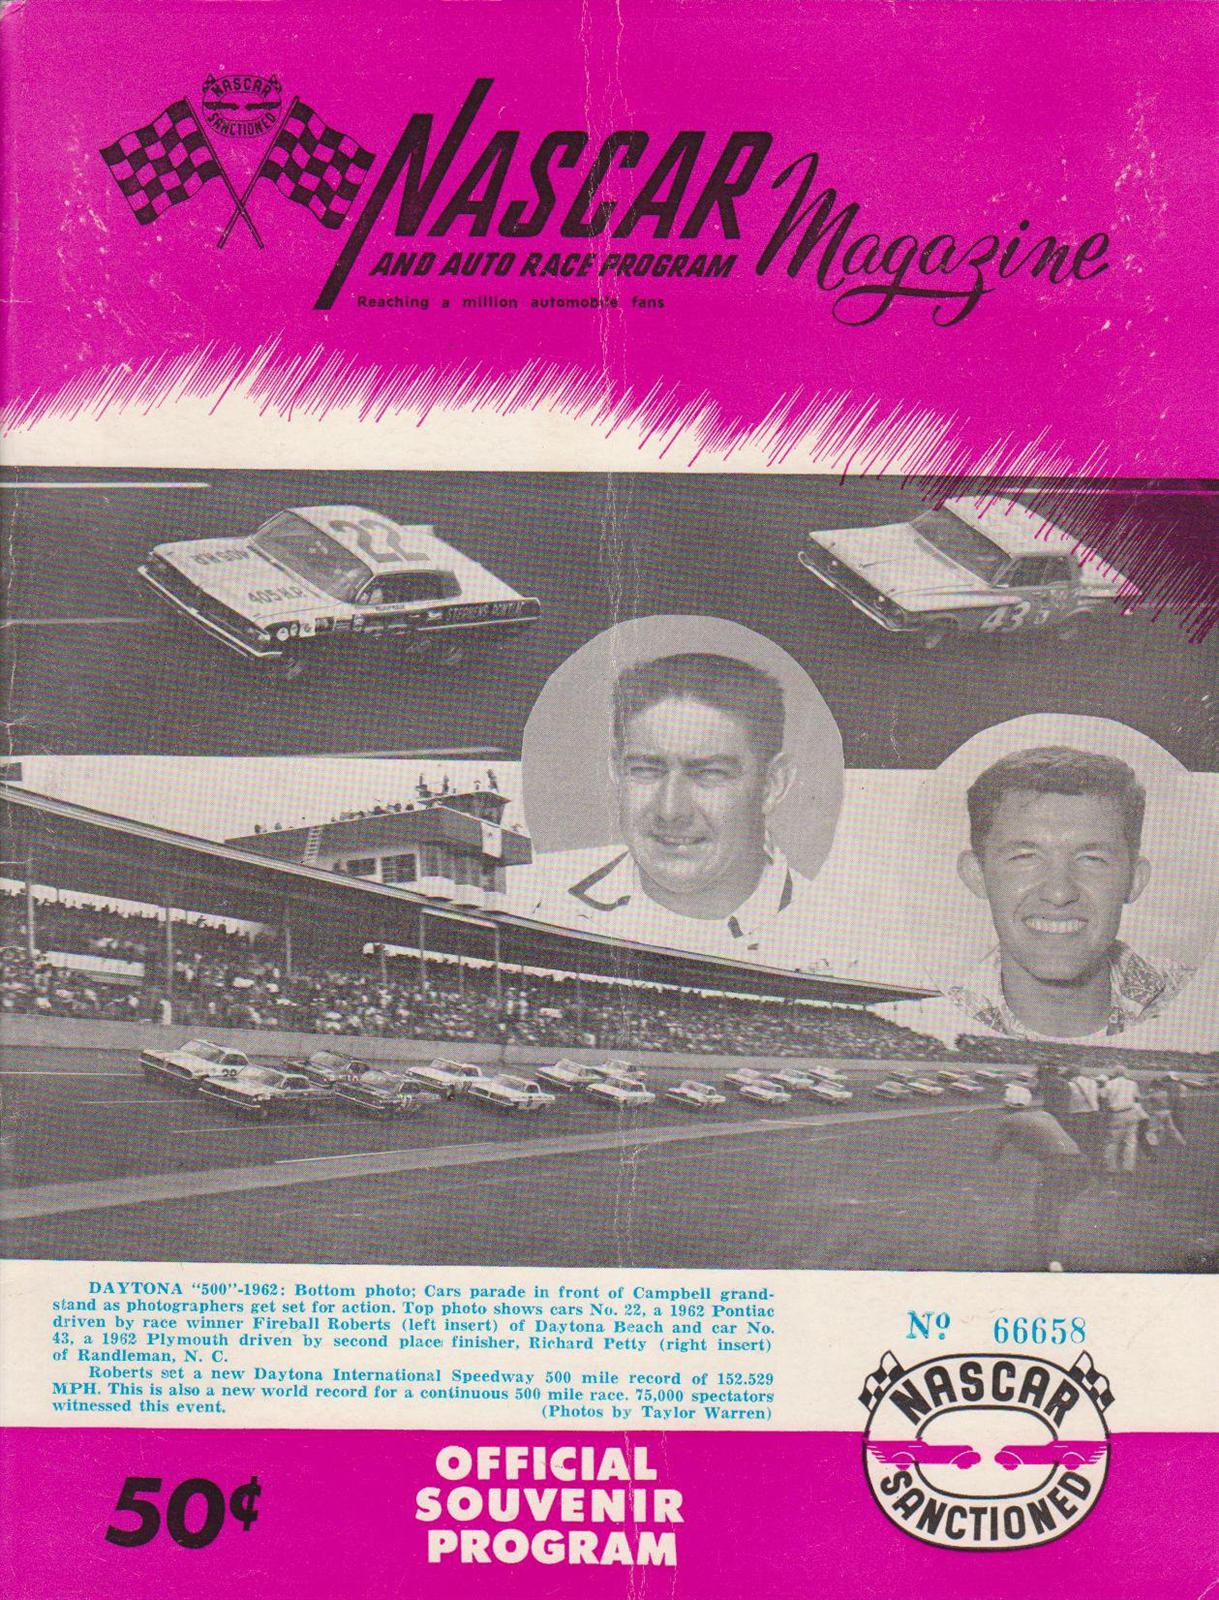 NASCAR
SANCTIONED
NASCAR Magazine
AND AUTO RACE PROGRAM
Reaching a million automobile fans
22
405 H.P.
405 H.P.
STEPHENS PONTIAC
43
DAYTONA "500"-1962: Bottom photo; Cars parade in front of Campbell grand-
stand as photographers get set for action. Top photo shows cars No. 22, a 1962 Pontiac
driven by race winner Fireball Roberts (left insert) of Daytona Beach and car No.
43, a 1962 Plymouth driven by second place finisher, Richard Petty (right insert)
of Randleman, N. C.
Roberts set a new Daytona International Speedway 500 mile record of 152.529
MPH. This is also a new world record for a continuous 500 mile race. 75,000 spectators
witnessed this event. (Photos by Taylor Warren)
Nº 66658
NASCAR
SANCTIONED
50¢
OFFICIAL
SOUVENIR
PROGRAM